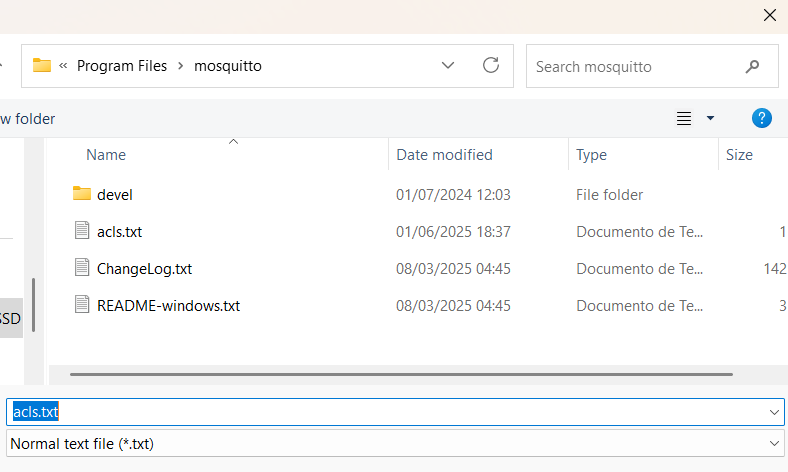 « Program Files > mosquitto
Search mosquitto
w folder
?
Name Date modified Type Size
devel 01/07/2024 12:03 File folder
acls.txt 01/06/2025 18:37 Documento de Te... 1
ChangeLog.txt 08/03/2025 04:45 Documento de Te... 142
README-windows.txt 08/03/2025 04:45 Documento de Te... 3
SSD
acls.txt
Normal text file (*.txt)